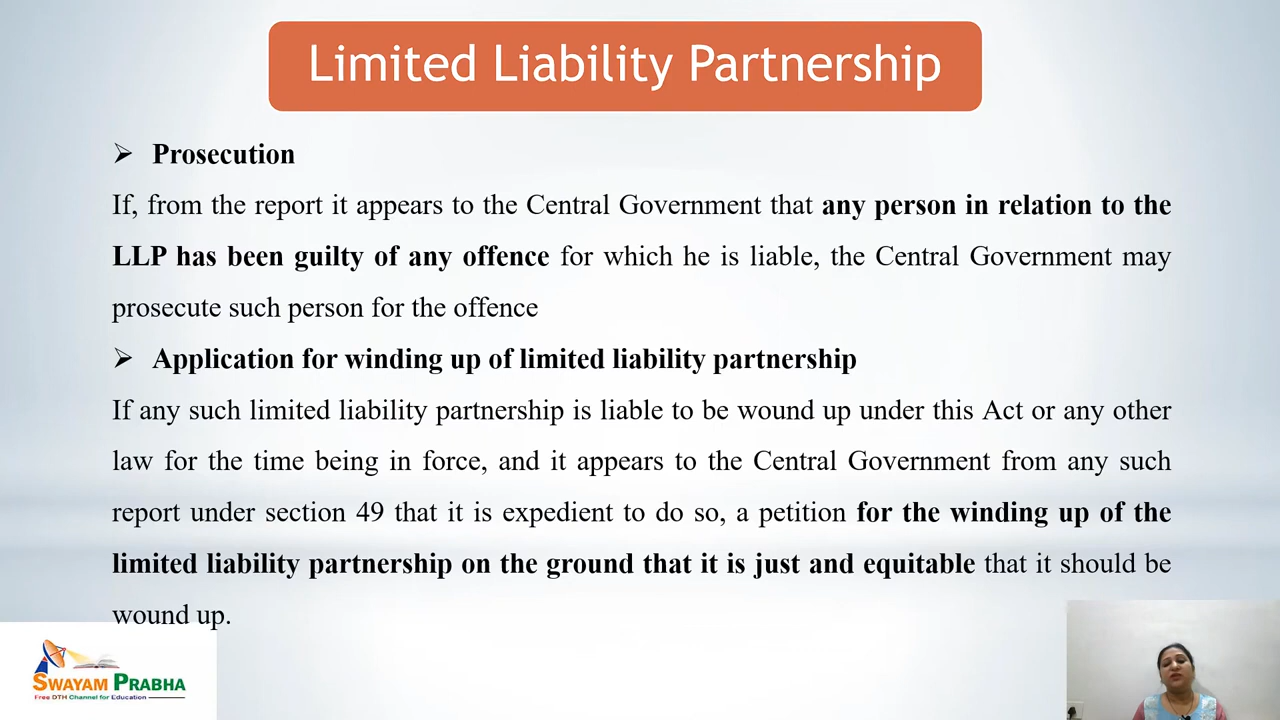 Limited Liability Partnership
➢ Prosecution
If, from the report it appears to the Central Government that any person in relation to the
LLP has been guilty of any offence for which he is liable, the Central Government may
prosecute such person for the offence
➢ Application for winding up of limited liability partnership
If any such limited liability partnership is liable to be wound up under this Act or any other
law for the time being in force, and it appears to the Central Government from any such
report under section 49 that it is expedient to do so, a petition for the winding up of the
limited liability partnership on the ground that it is just and equitable that it should be
wound up.
SWAYAM PRABHA
Free DTH Channel for Education